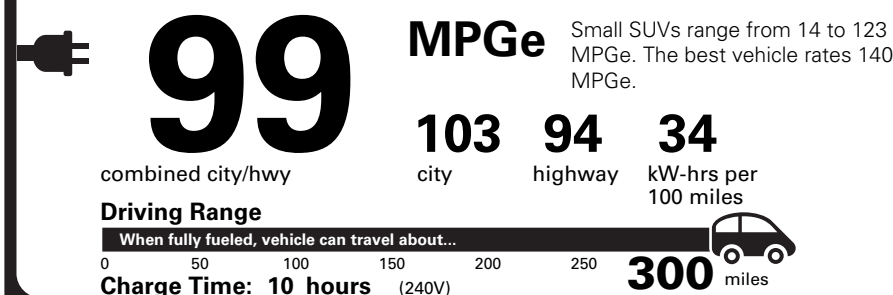 99 MPGe
Small SUVs range from 14 to 123
MPGe. The best vehicle rates 140
MPGe.
103 94 34
combined city/hwy city highway kW-hrs per
100 miles
Driving Range
When fully fueled, vehicle can travel about...
0 50 100 150 200 250 300 miles
Charge Time: 10 hours (240V)